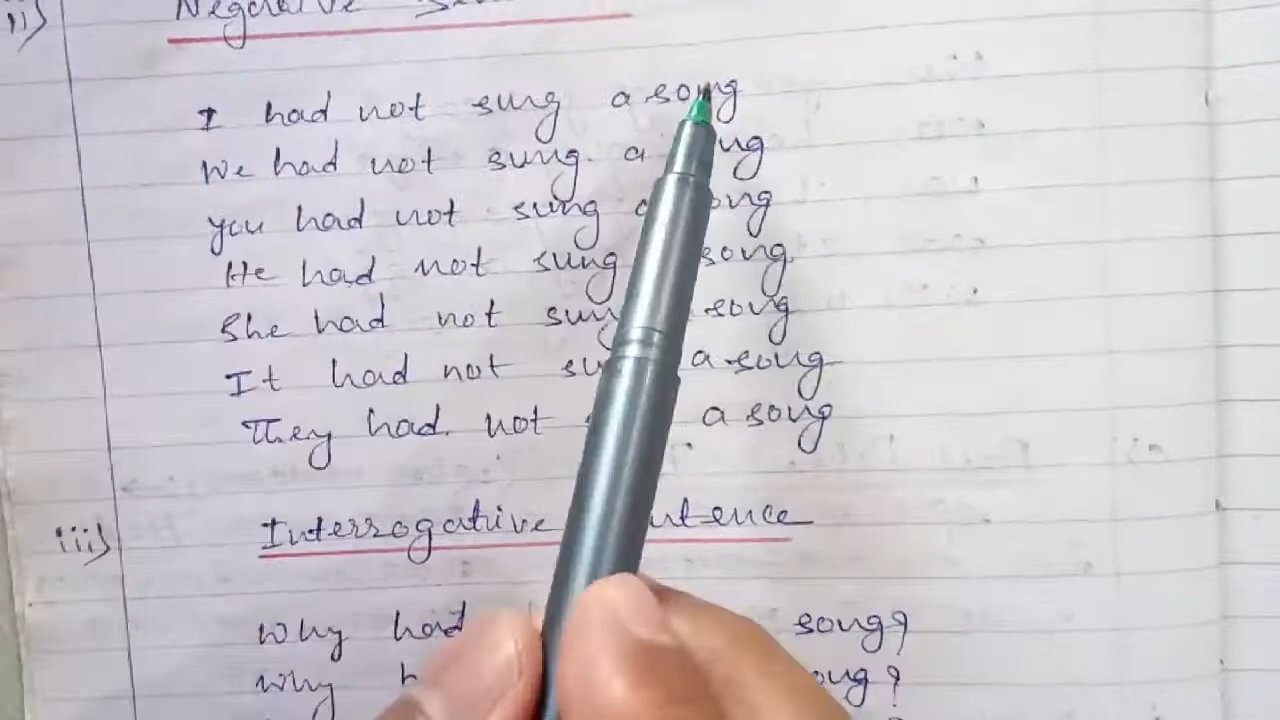 ii) Negative
I had not sung a song
We had not sung. a
you had not sung
He had not sung song.
She had not song
It had not a song
They had. not a song
iii) Interrogative
Why had song?
Why